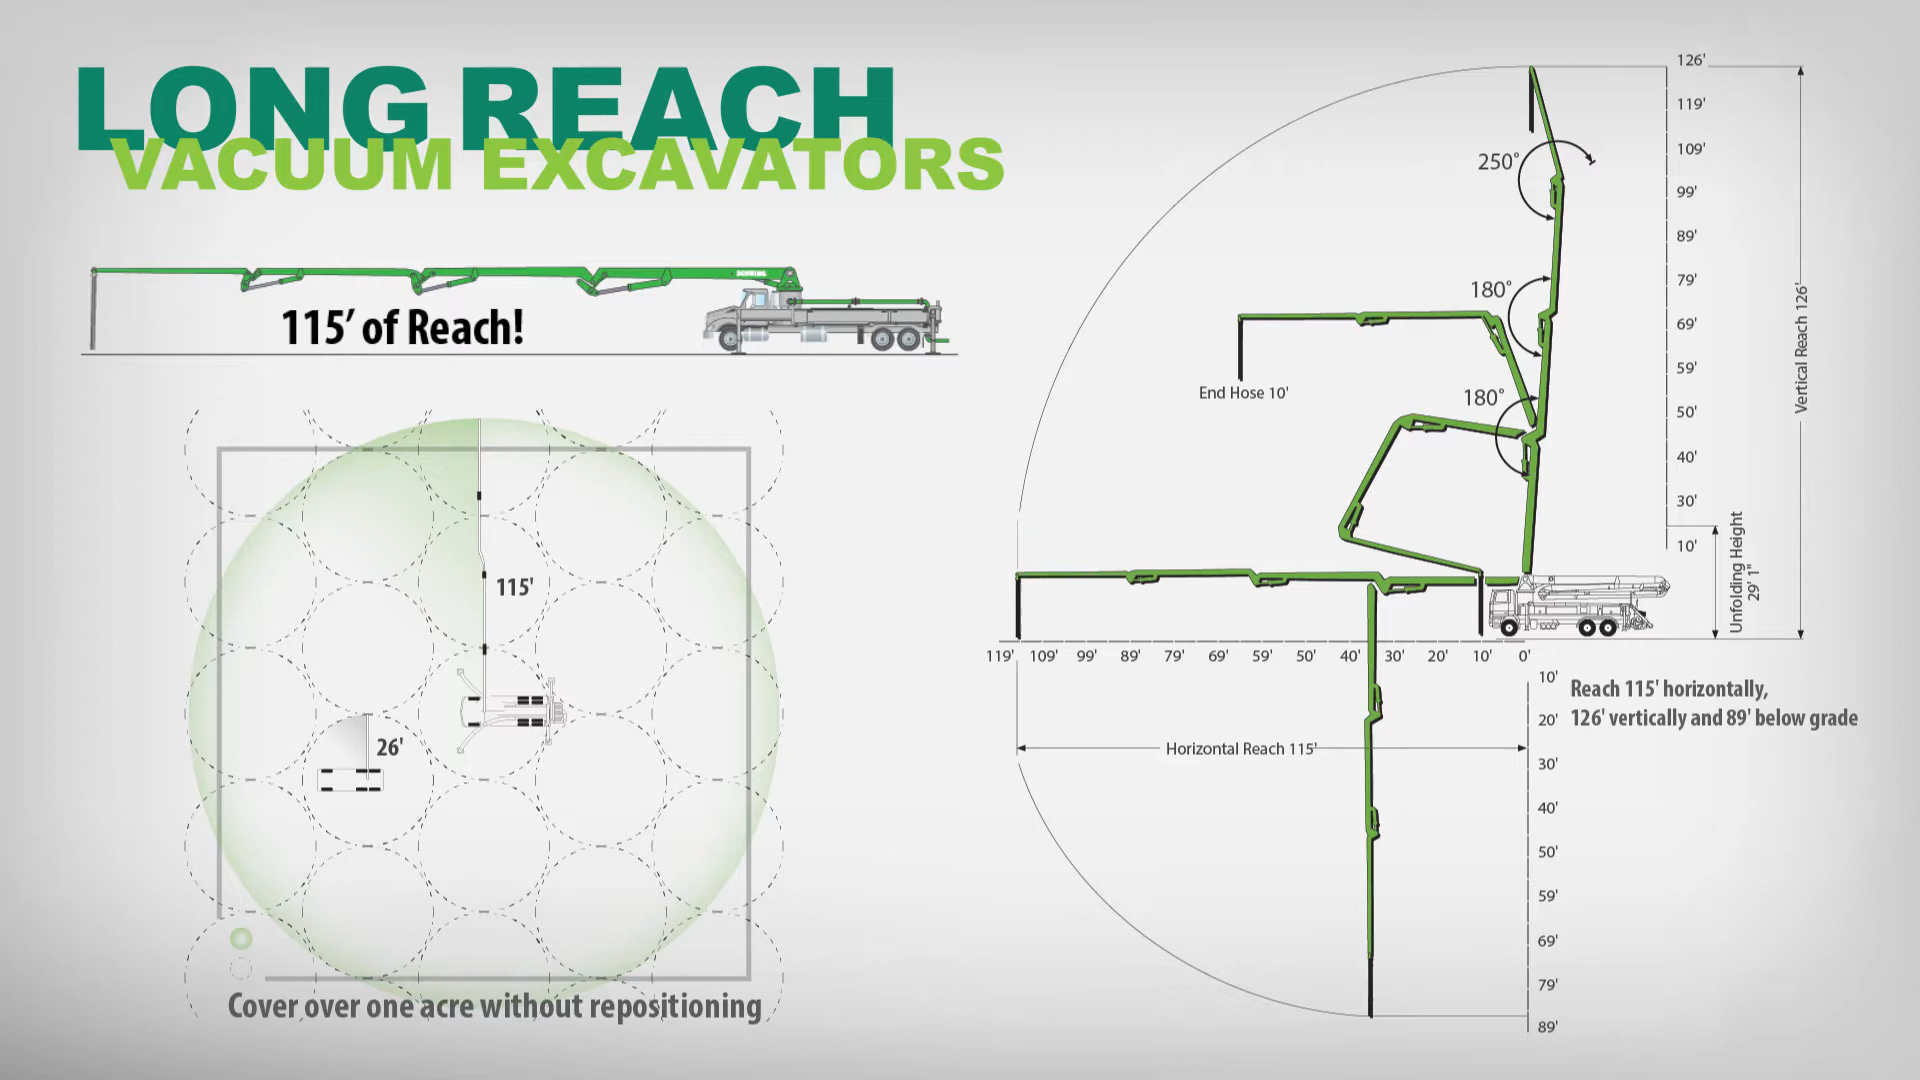 LONG REACH
VACUUM EXCAVATORS
SCHWING
115’ of Reach!
115'
26'
Cover over one acre without repositioning
126'
119'
109'
99'
89'
79'
69'
59'
50'
40'
30'
10'
250°
180°
180°
End Hose 10'
Vertical Reach 126'
Unfolding Height
29' 1"
119' 109' 99' 89' 79' 69' 59' 50' 40' 30' 20' 10' 0'
Horizontal Reach 115'
10'
20'
30'
40'
50'
59'
69'
79'
89'
Reach 115' horizontally,
126' vertically and 89' below grade